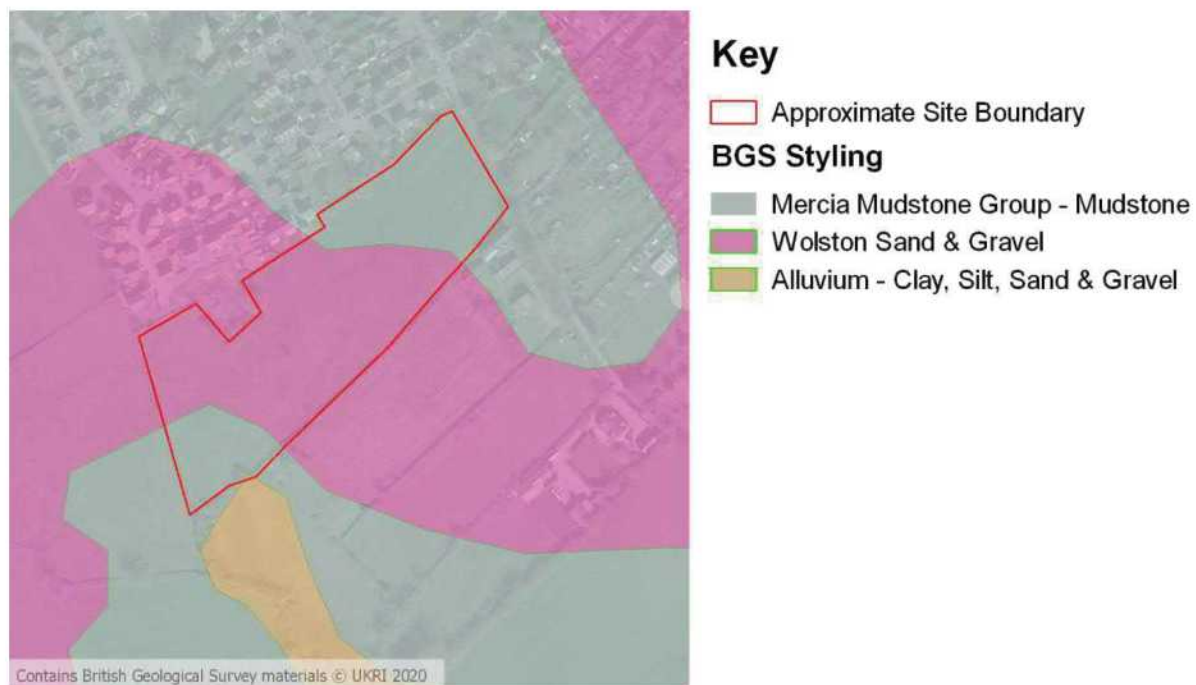 Key
Approximate Site Boundary
BGS Styling
Mercia Mudstone Group - Mudstone
Wolston Sand & Gravel
Alluvium - Clay, Silt, Sand & Gravel
Contains British Geological Survey materials © UKRI 2020